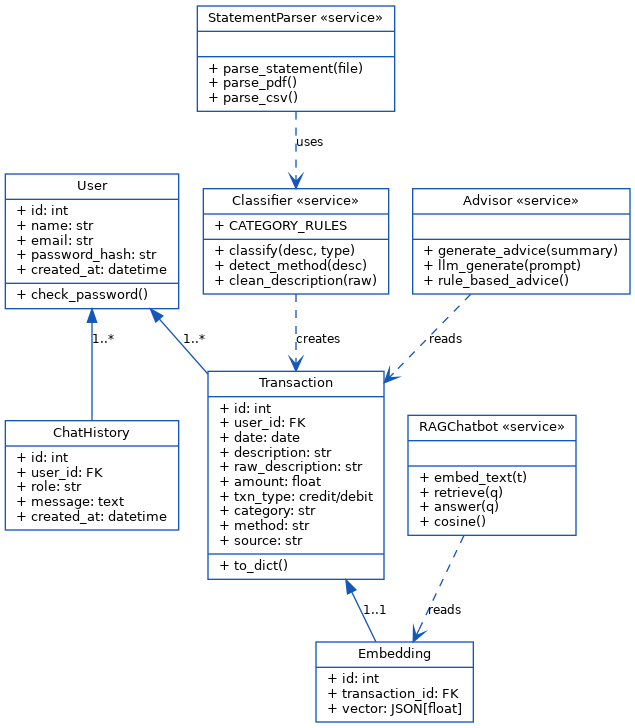 StatementParser «service»
+ parse_statement(file)
+ parse_pdf()
+ parse_csv()
uses
User
+ id: int
+ name: str
+ email: str
+ password_hash: str
+ created_at: datetime
+ check_password()
Classifier «service»
+ CATEGORY_RULES
+ classify(desc, type)
+ detect_method(desc)
+ clean_description(raw)
Advisor «service»
+ generate_advice(summary)
+ llm_generate(prompt)
+ rule_based_advice()
1..*
1..*
creates
reads
ChatHistory
+ id: int
+ user_id: FK
+ role: str
+ message: text
+ created_at: datetime
Transaction
+ id: int
+ user_id: FK
+ date: date
+ description: str
+ raw_description: str
+ amount: float
+ txn_type: credit/debit
+ category: str
+ method: str
+ source: str
+ to_dict()
RAGChatbot «service»
+ embed_text(t)
+ retrieve(q)
+ answer(q)
+ cosine()
1..1
reads
Embedding
+ id: int
+ transaction_id: FK
+ vector: JSON[float]